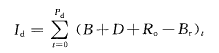 I_d = \sum_{t=0}^{P_d} (B + D + R_o - B_r)_t